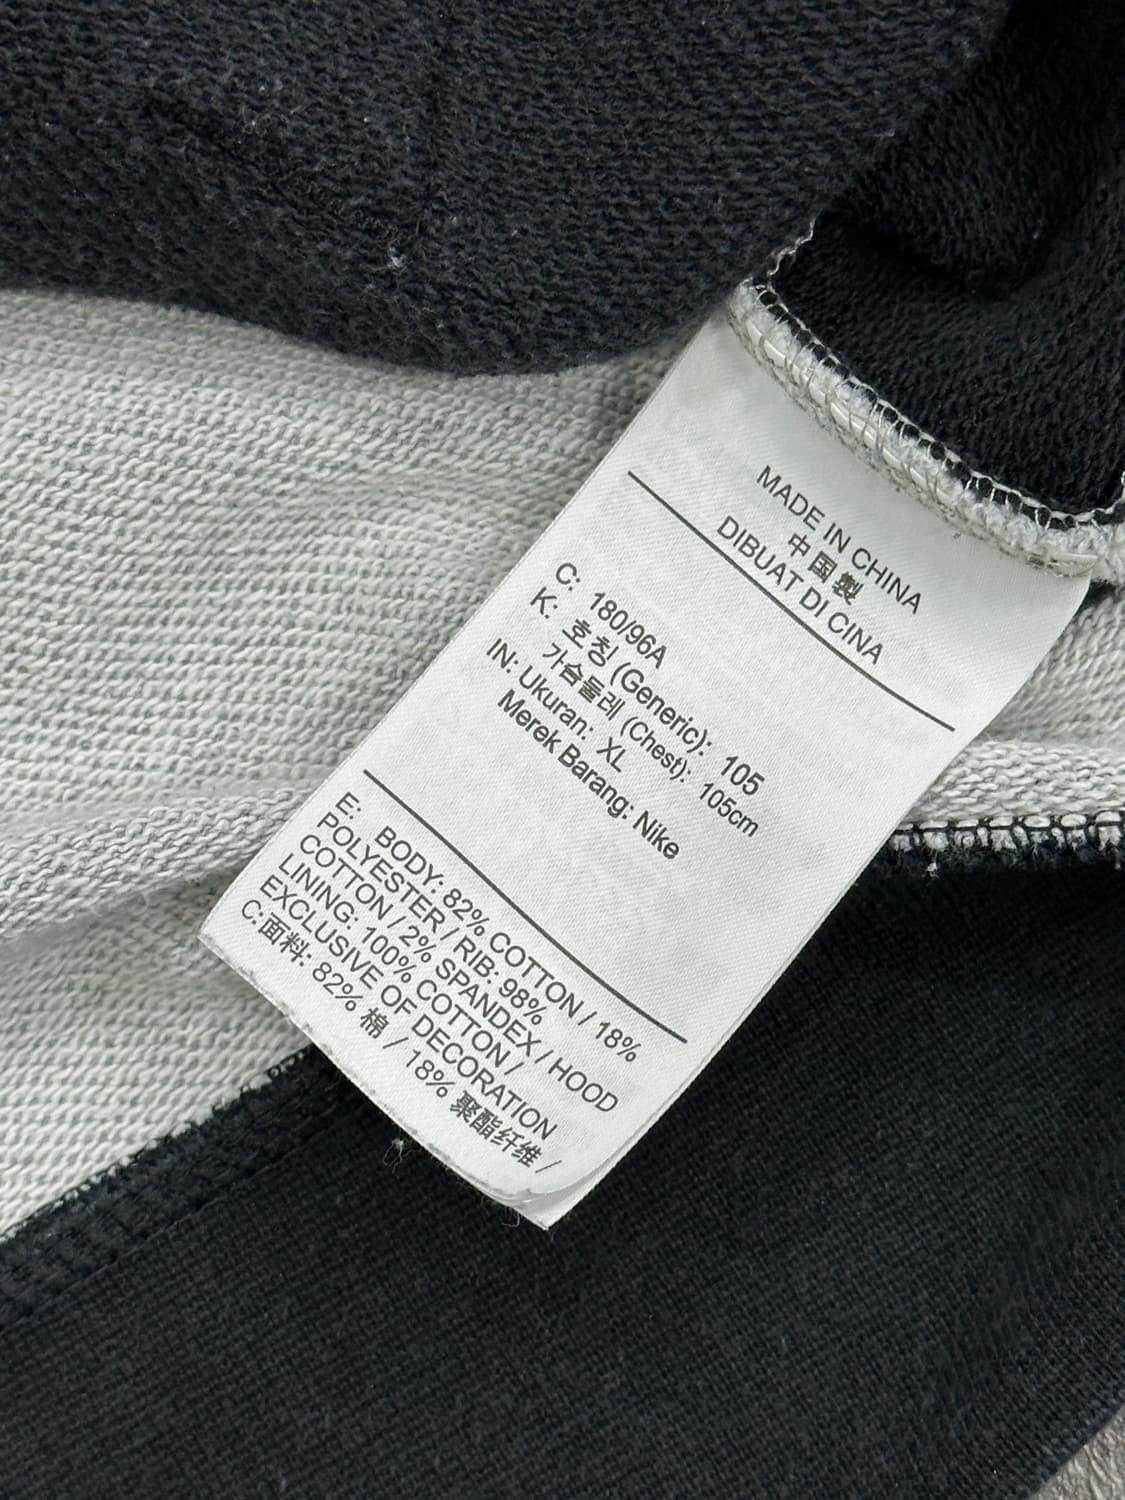 MADE IN CHINA
中国製
DIBUAT DI CINA
C: 180/96A
K: 호칭 (Generic): 105
가슴둘레 (Chest): 105cm
IN: Ukuran: XL
Merek Barang: Nike
E: BODY: 82% COTTON / 18%
POLYESTER / RIB: 98%
COTTON / 2% SPANDEX / HOOD
LINING: 100% COTTON /
EXCLUSIVE OF DECORATION
C:面料: 82% 棉 / 18% 聚酯纤维 /